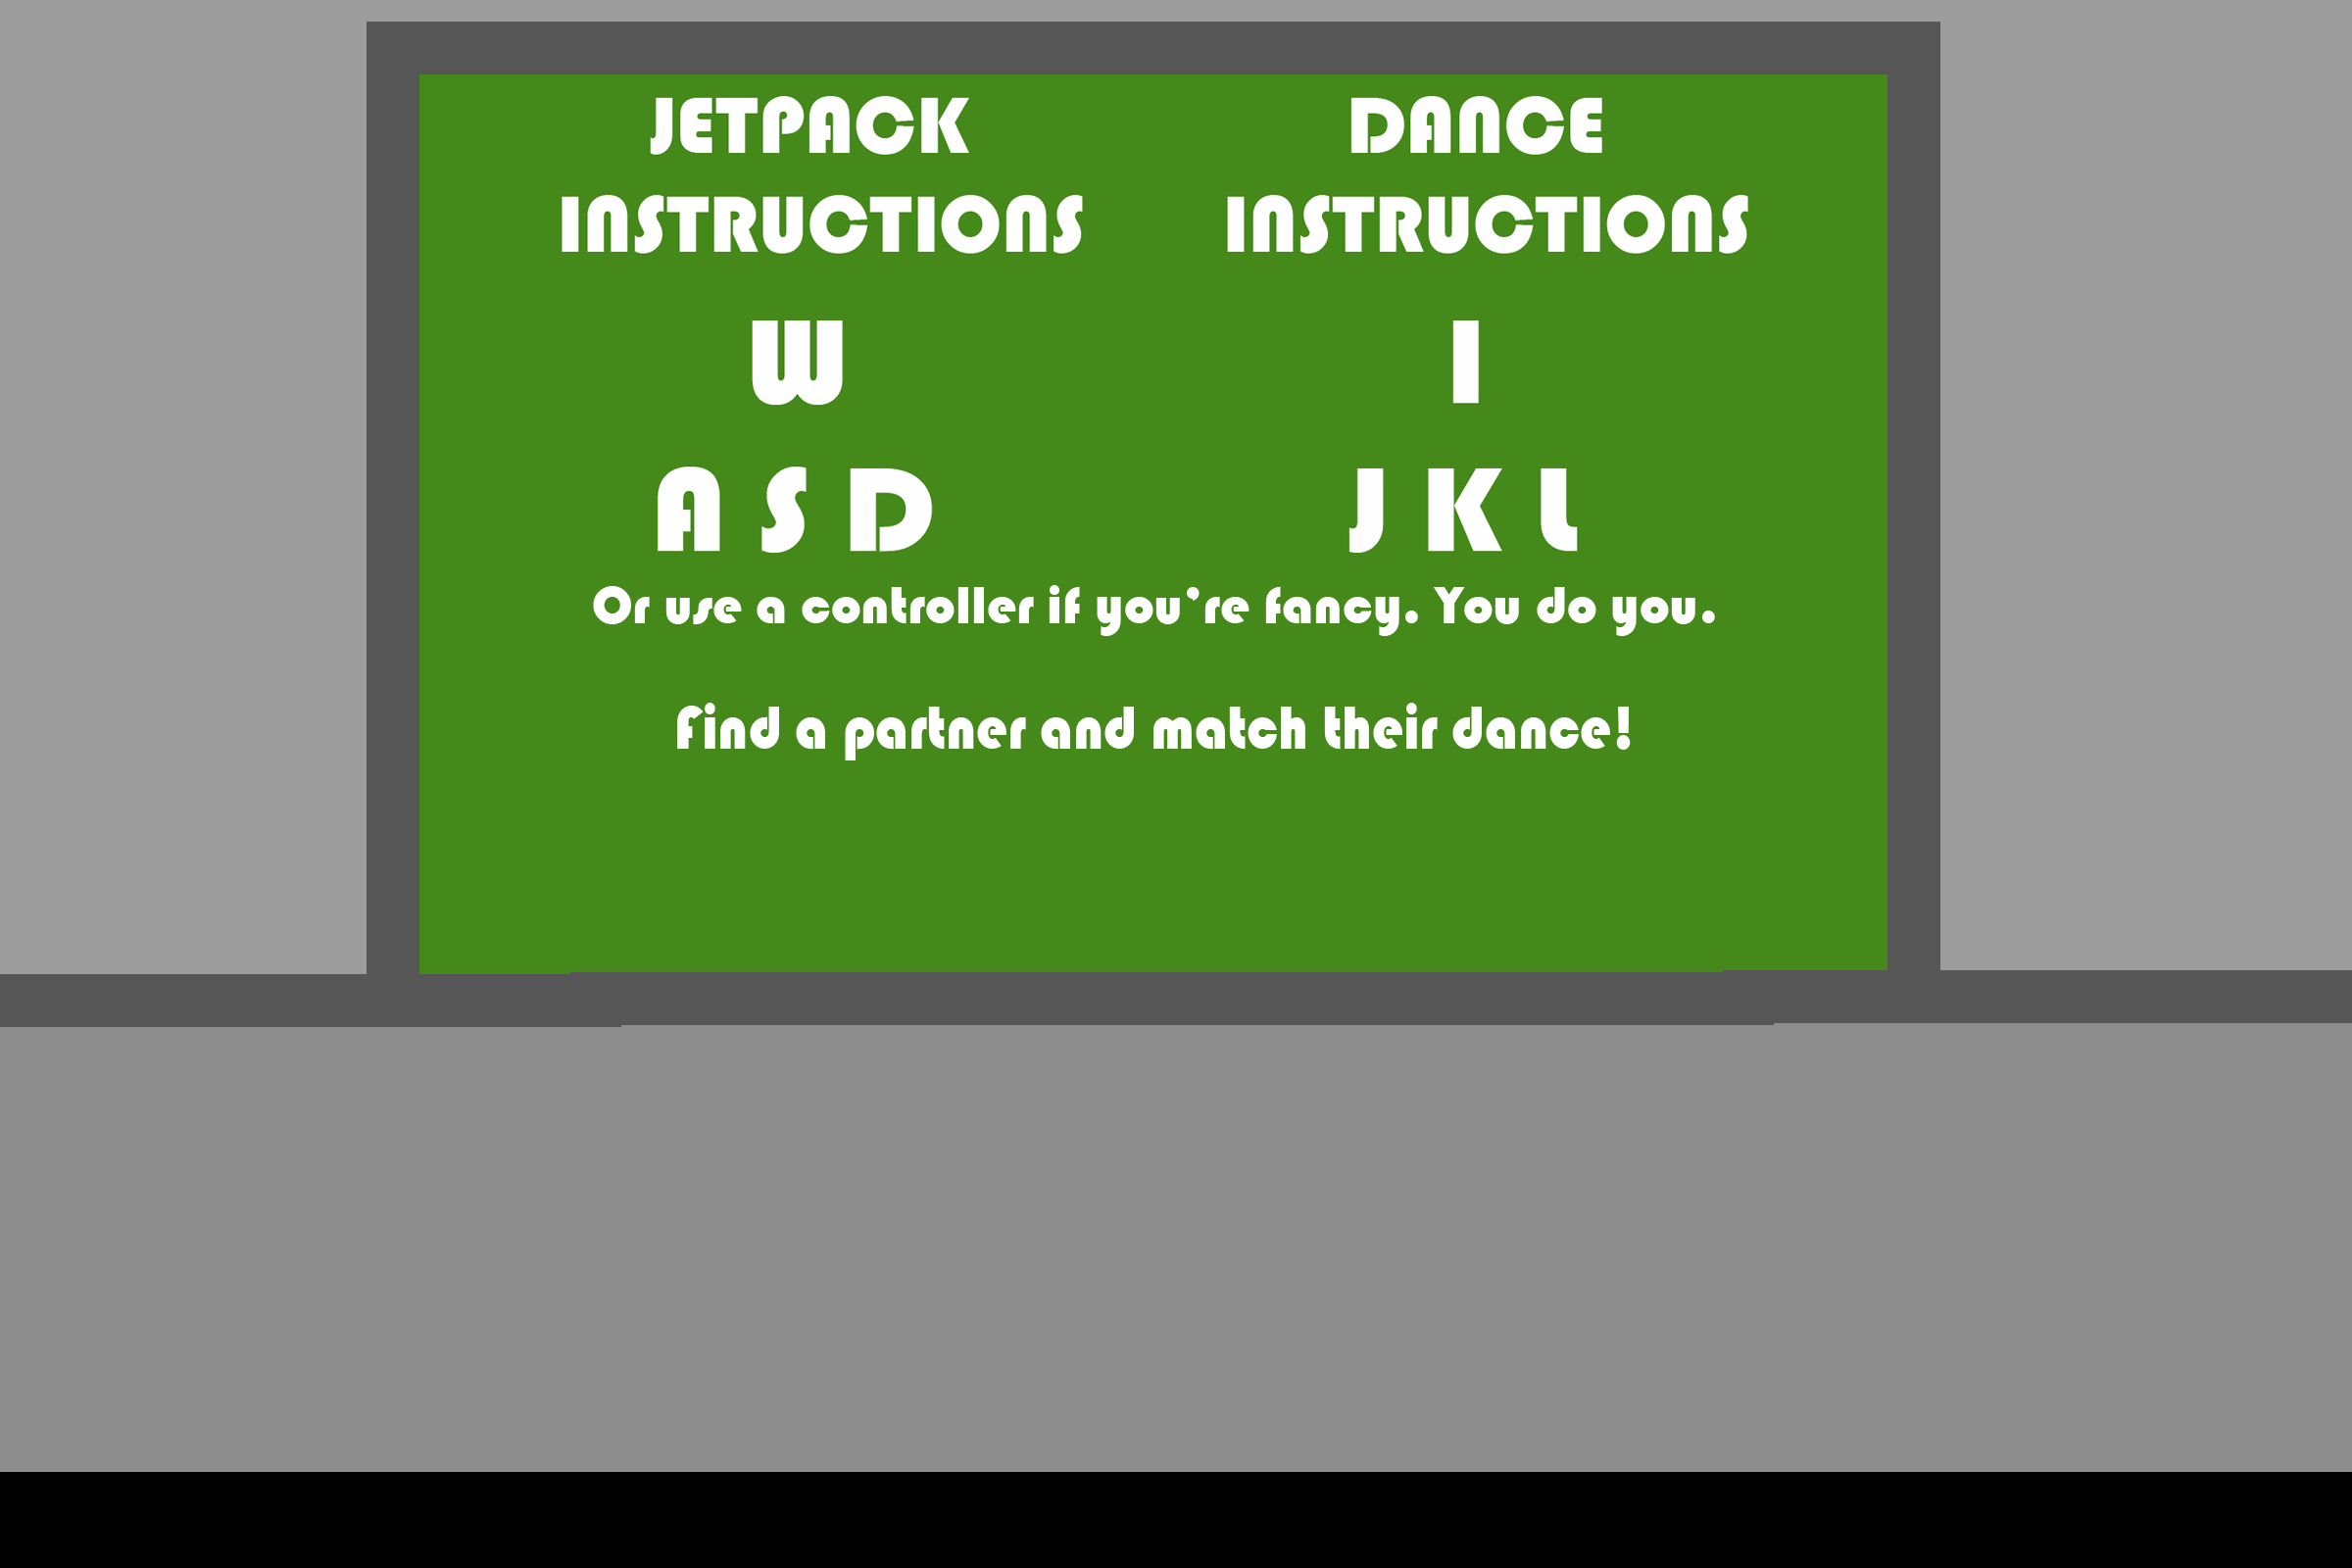 JETPACK
INSTRUCTIONS
W
A S D
DANCE
INSTRUCTIONS
I
J K L
Or use a controller if you're fancy. You do you.
Find a partner and match their dance!